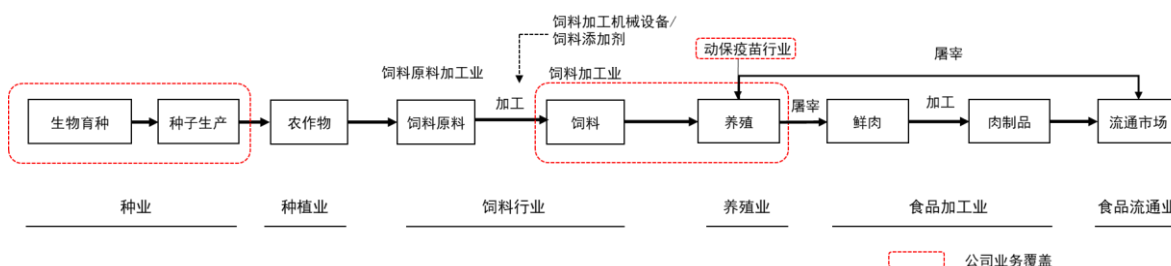 饲料加工机械设备/
饲料添加剂
动保疫苗行业
屠宰
饲料原料加工业
饲料加工业
加工
屠宰
加工
生物育种
种子生产
农作物
饲料原料
饲料
养殖
鲜肉
肉制品
流通市场
种业
种植业
饲料行业
养殖业
食品加工业
食品流通业
公司业务覆盖